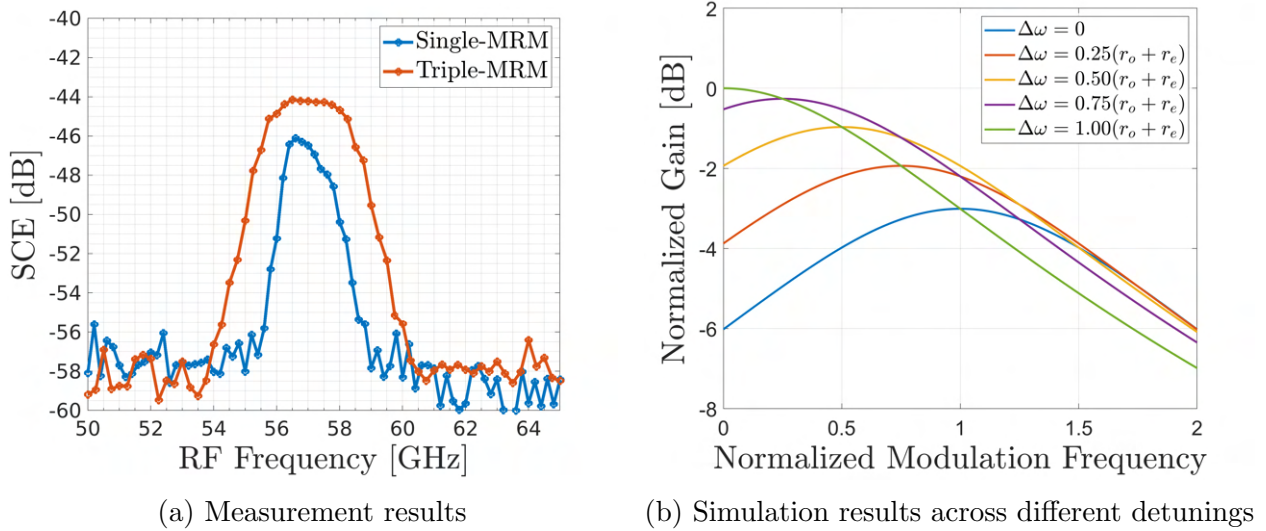 -40
-42
-44
-46
-48
-50
-52
-54
-56
-58
-60
SCE [dB]
Single-MRM
Triple-MRM
50 52 54 56 58 60 62 64
RF Frequency [GHz]
(a) Measurement results
2
0
-2
-4
-6
-8
Normalized Gain [dB]
Δω = 0
Δω = 0.25(r_o + r_e)
Δω = 0.50(r_o + r_e)
Δω = 0.75(r_o + r_e)
Δω = 1.00(r_o + r_e)
0 0.5 1 1.5 2
Normalized Modulation Frequency
(b) Simulation results across different detunings